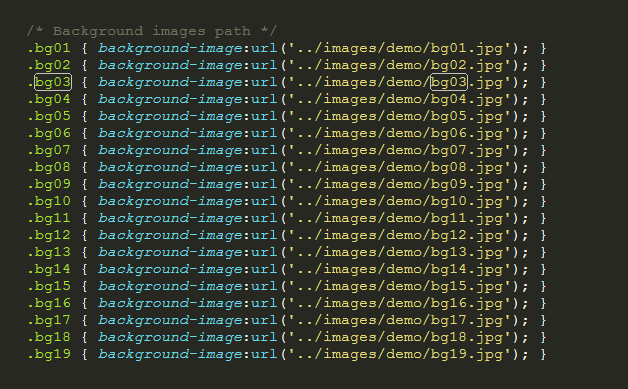 /* Background images path */
.bg01 { background-image:url('../images/demo/bg01.jpg'); }
.bg02 { background-image:url('../images/demo/bg02.jpg'); }
.bg03 { background-image:url('../images/demo/bg03.jpg'); }
.bg04 { background-image:url('../images/demo/bg04.jpg'); }
.bg05 { background-image:url('../images/demo/bg05.jpg'); }
.bg06 { background-image:url('../images/demo/bg06.jpg'); }
.bg07 { background-image:url('../images/demo/bg07.jpg'); }
.bg08 { background-image:url('../images/demo/bg08.jpg'); }
.bg09 { background-image:url('../images/demo/bg09.jpg'); }
.bg10 { background-image:url('../images/demo/bg10.jpg'); }
.bg11 { background-image:url('../images/demo/bg11.jpg'); }
.bg12 { background-image:url('../images/demo/bg12.jpg'); }
.bg13 { background-image:url('../images/demo/bg13.jpg'); }
.bg14 { background-image:url('../images/demo/bg14.jpg'); }
.bg15 { background-image:url('../images/demo/bg15.jpg'); }
.bg16 { background-image:url('../images/demo/bg16.jpg'); }
.bg17 { background-image:url('../images/demo/bg17.jpg'); }
.bg18 { background-image:url('../images/demo/bg18.jpg'); }
.bg19 { background-image:url('../images/demo/bg19.jpg'); }